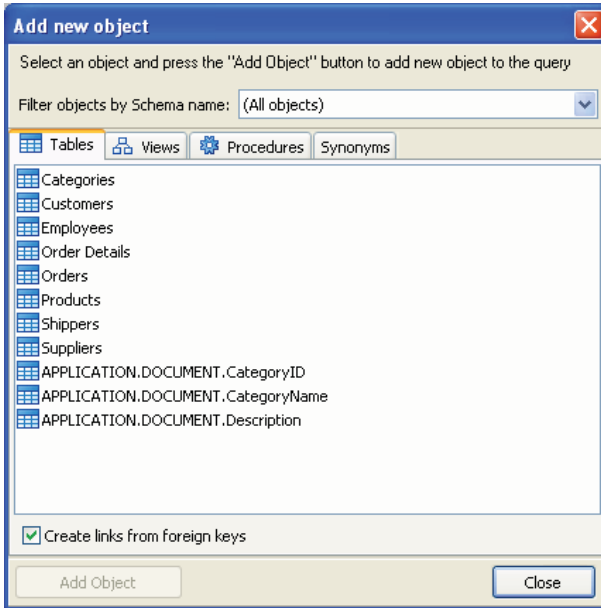 Add new object
Select an object and press the "Add Object" button to add new object to the query
Filter objects by Schema name: (All objects)
Tables Views Procedures Synonyms
Categories
Customers
Employees
Order Details
Orders
Products
Shippers
Suppliers
APPLICATION.DOCUMENT.CategoryID
APPLICATION.DOCUMENT.CategoryName
APPLICATION.DOCUMENT.Description
Create links from foreign keys
Add Object Close